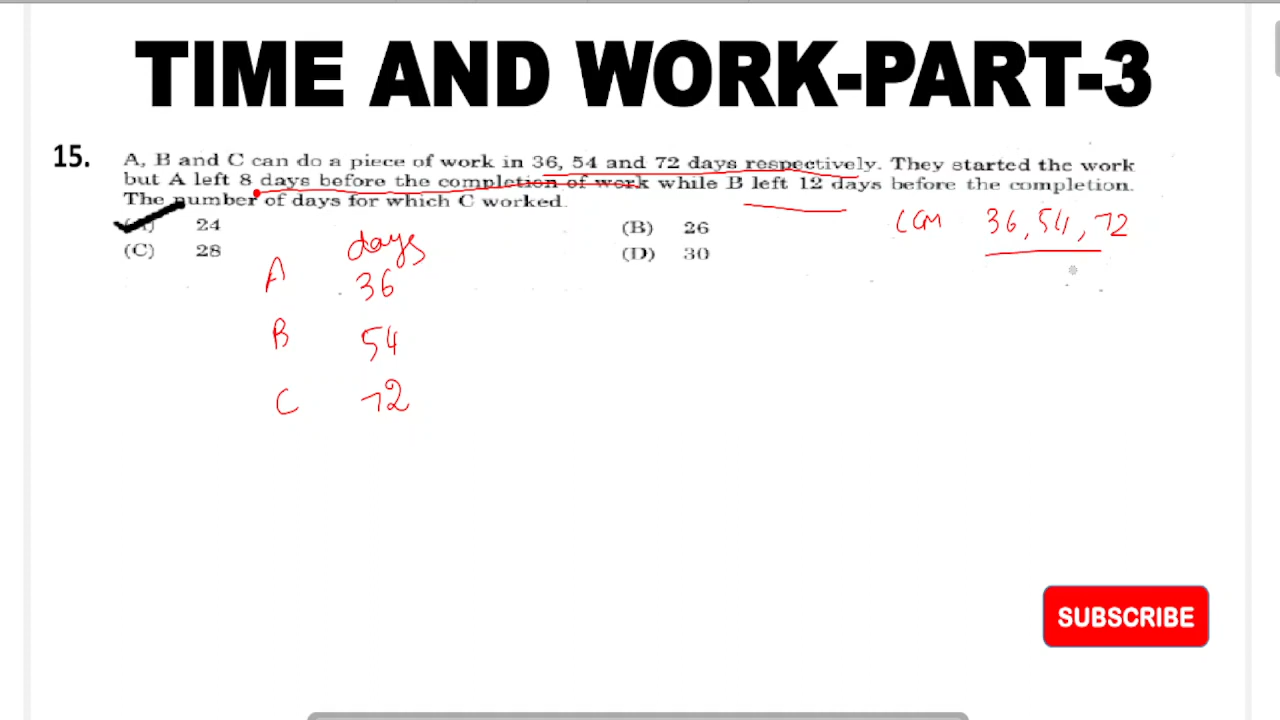 TIME AND WORK-PART-3
15. A, B and C can do a piece of work in 36, 54 and 72 days respectively. They started the work
but A left 8 days before the completion of work while B left 12 days before the completion.
The number of days for which C worked.
(A) 24 (B) 26
(C) 28 (D) 30
LCM 36, 54, 72
days
A 36
B 54
C 72
SUBSCRIBE